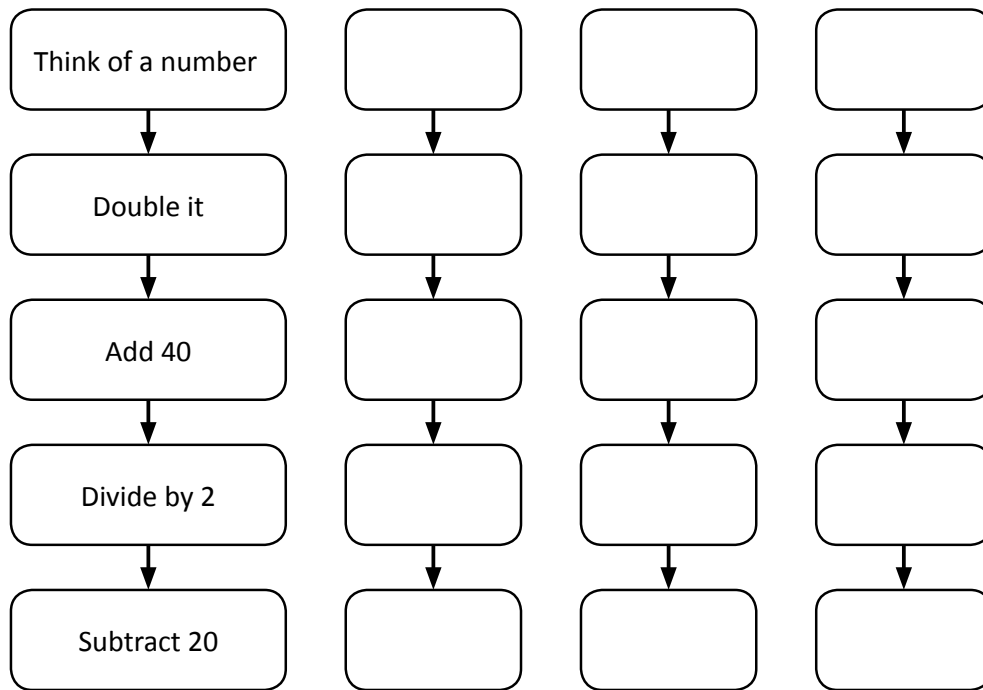 Think of a number
Double it
Add 40
Divide by 2
Subtract 20